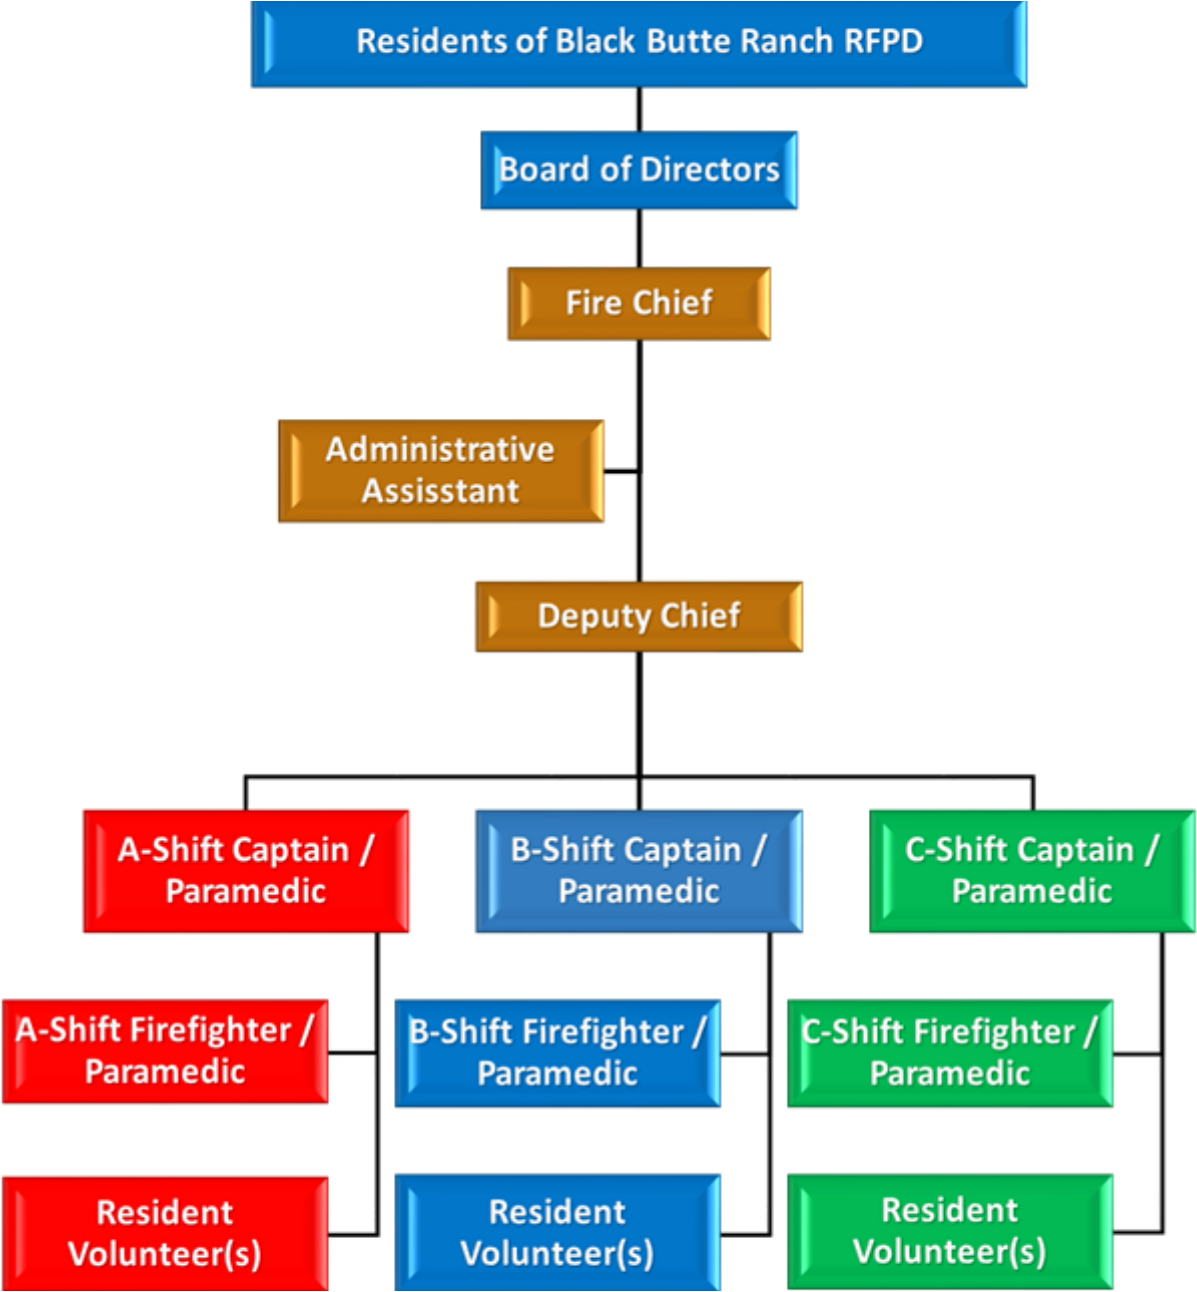 Residents of Black Butte Ranch RFPD
Board of Directors
Fire Chief
Administrative
Assisstant
Deputy Chief
A-Shift Captain /
Paramedic
B-Shift Captain /
Paramedic
C-Shift Captain /
Paramedic
A-Shift Firefighter /
Paramedic
B-Shift Firefighter /
Paramedic
C-Shift Firefighter /
Paramedic
Resident
Volunteer(s)
Resident
Volunteer(s)
Resident
Volunteer(s)